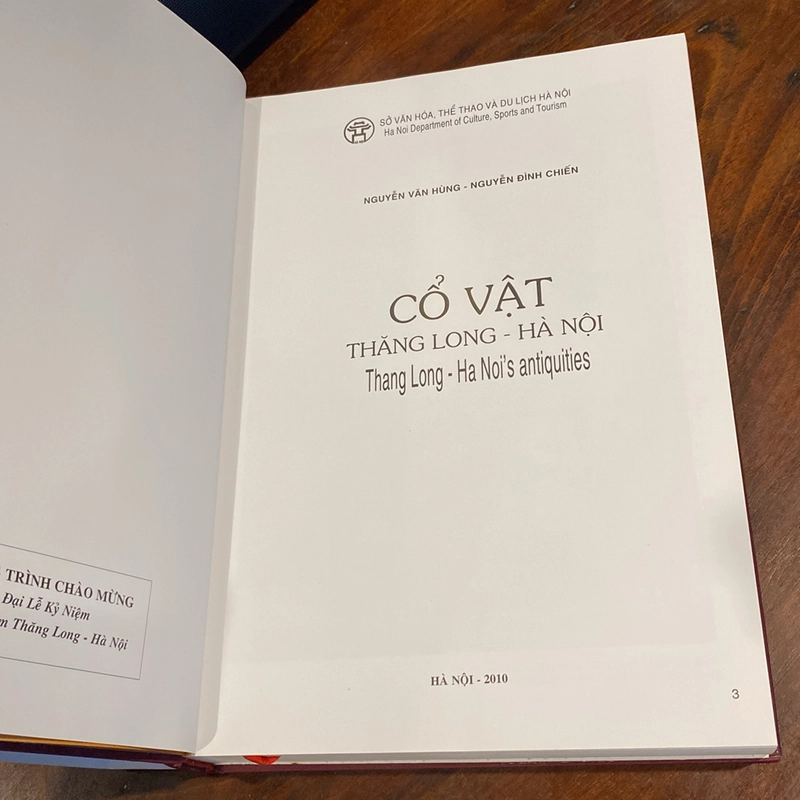 TRÌNH CHÀO MỪNG
Đại Lễ Kỷ Niệm
Thăng Long - Hà Nội
SỞ VĂN HÓA, THỂ THAO VÀ DU LỊCH HÀ NỘI
Ha Noi Department of Culture, Sports and Tourism
NGUYỄN VĂN HÙNG - NGUYỄN ĐÌNH CHIẾN
CỔ VẬT
THĂNG LONG - HÀ NỘI
Thang Long - Ha Noi's antiquities
HÀ NỘI - 2010
3